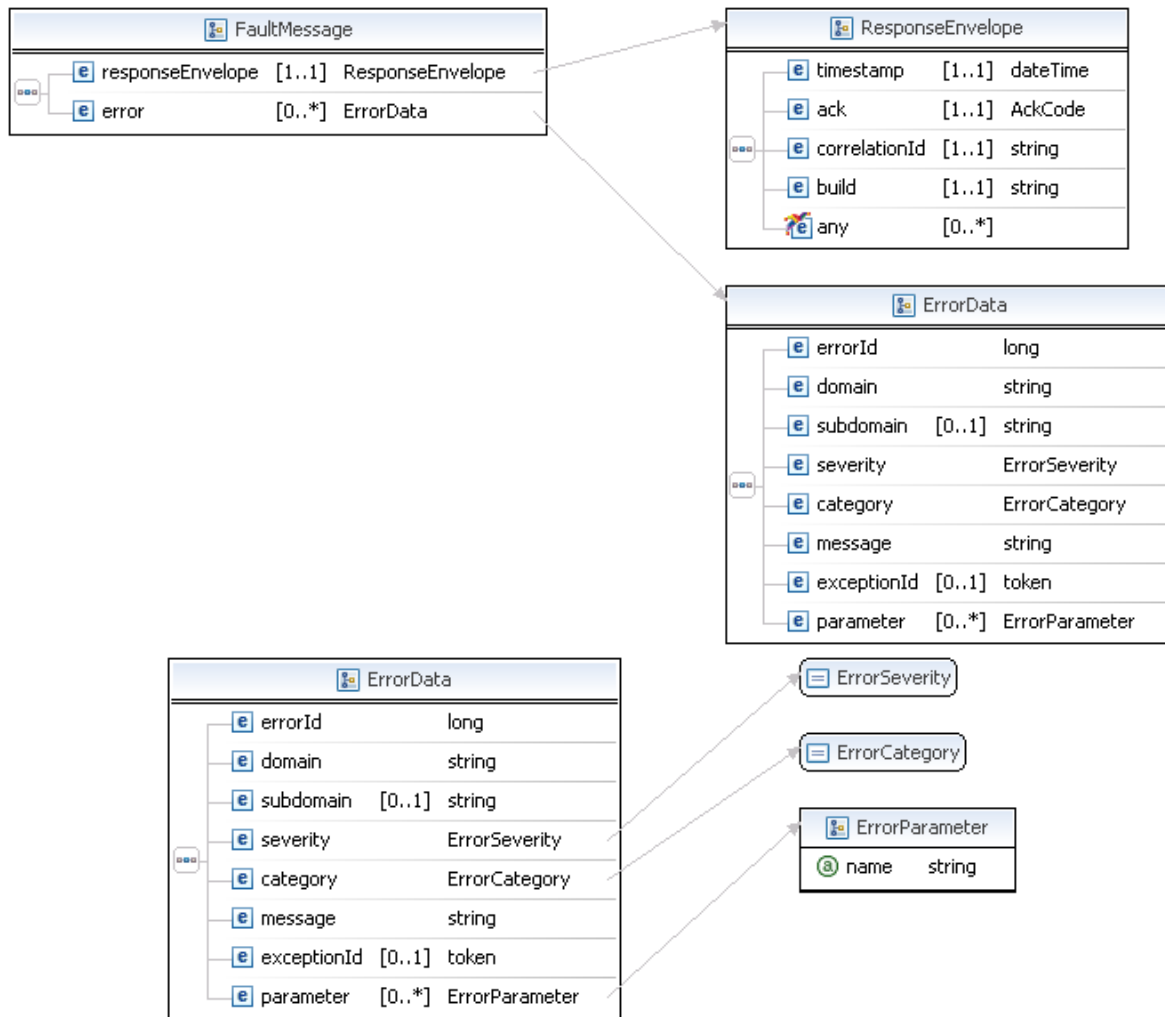 FaultMessage
responseEnvelope [1..1] ResponseEnvelope
error [0..*] ErrorData
ResponseEnvelope
timestamp [1..1] dateTime
ack [1..1] AckCode
correlationId [1..1] string
build [1..1] string
any [0..*]
ErrorData
errorId long
domain string
subdomain [0..1] string
severity ErrorSeverity
category ErrorCategory
message string
exceptionId [0..1] token
parameter [0..*] ErrorParameter
ErrorData
errorId long
domain string
subdomain [0..1] string
severity ErrorSeverity
category ErrorCategory
message string
exceptionId [0..1] token
parameter [0..*] ErrorParameter
ErrorSeverity
ErrorCategory
ErrorParameter
name string